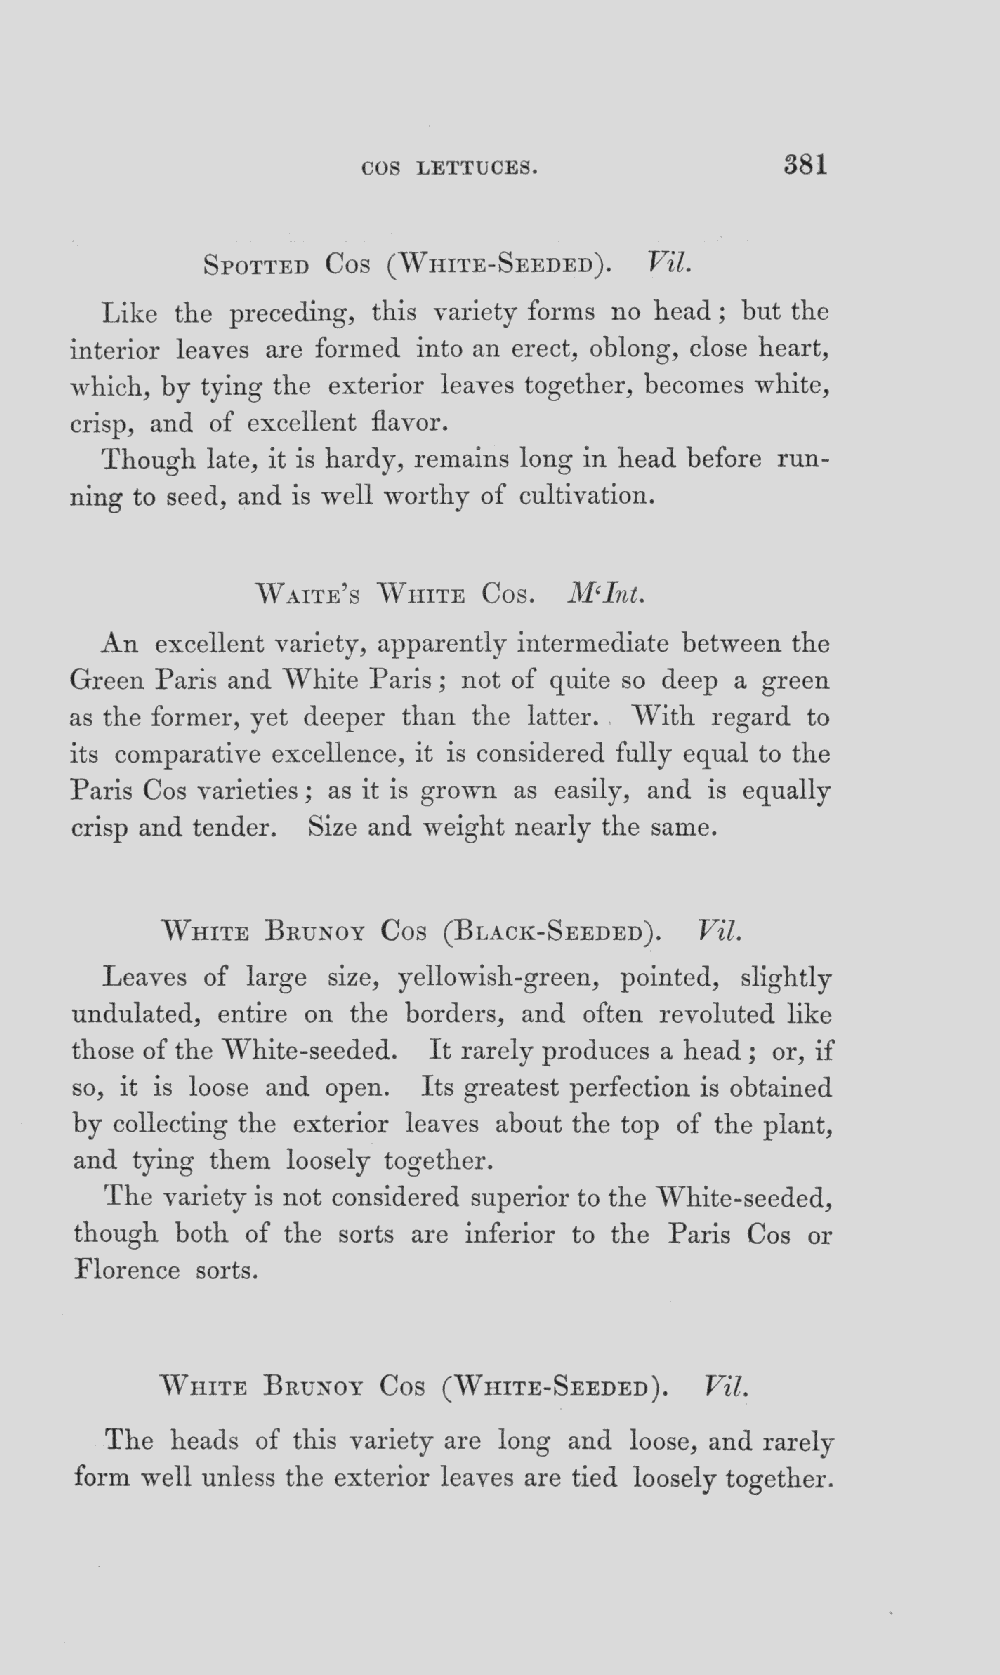 COS LETTUCES. 381
SPOTTED COS (WHITE-SEEDED). Vil.
Like the preceding, this variety forms no head; but the
interior leaves are formed into an erect, oblong, close heart,
which, by tying the exterior leaves together, becomes white,
crisp, and of excellent flavor.
Though late, it is hardy, remains long in head before run-
ning to seed, and is well worthy of cultivation.
WAITE'S WHITE COS. M‘Int.
An excellent variety, apparently intermediate between the
Green Paris and White Paris; not of quite so deep a green
as the former, yet deeper than the latter. With regard to
its comparative excellence, it is considered fully equal to the
Paris Cos varieties; as it is grown as easily, and is equally
crisp and tender. Size and weight nearly the same.
WHITE BRUNOY COS (BLACK-SEEDED). Vil.
Leaves of large size, yellowish-green, pointed, slightly
undulated, entire on the borders, and often revoluted like
those of the White-seeded. It rarely produces a head; or, if
so, it is loose and open. Its greatest perfection is obtained
by collecting the exterior leaves about the top of the plant,
and tying them loosely together.
The variety is not considered superior to the White-seeded,
though both of the sorts are inferior to the Paris Cos or
Florence sorts.
WHITE BRUNOY COS (WHITE-SEEDED). Vil.
The heads of this variety are long and loose, and rarely
form well unless the exterior leaves are tied loosely together.